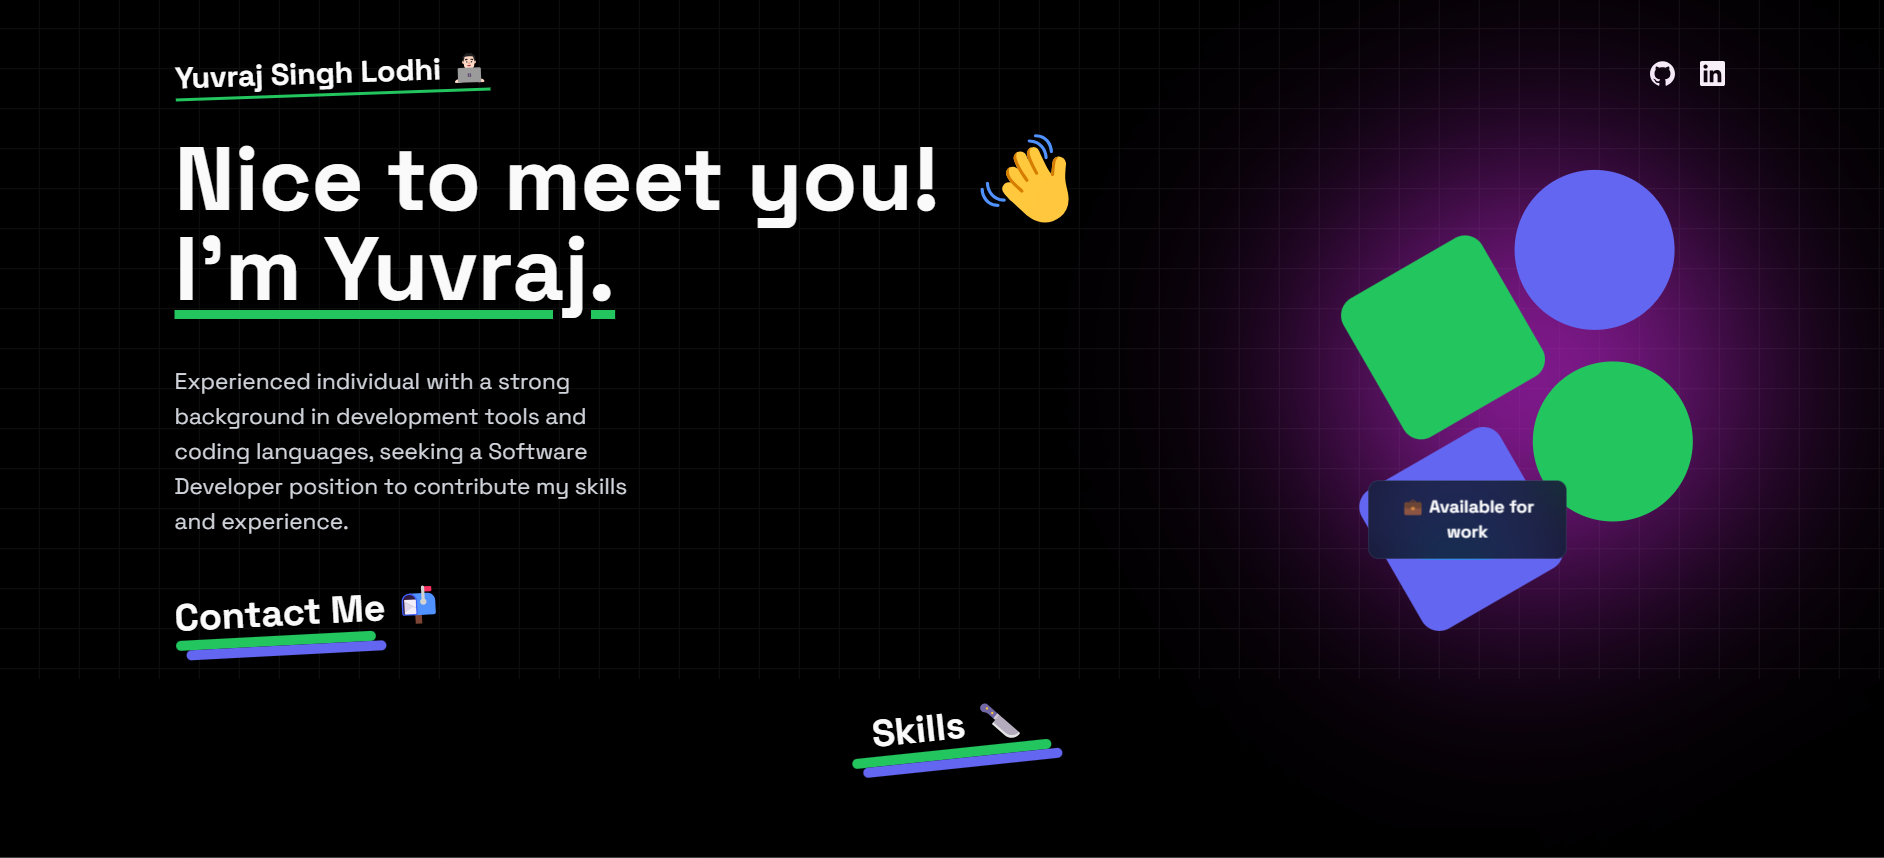 Yuvraj Singh Lodhi
Nice to meet you!
I'm Yuvraj.
Experienced individual with a strong
background in development tools and
coding languages, seeking a Software
Developer position to contribute my skills
and experience.
Available for
work
Contact Me
Skills